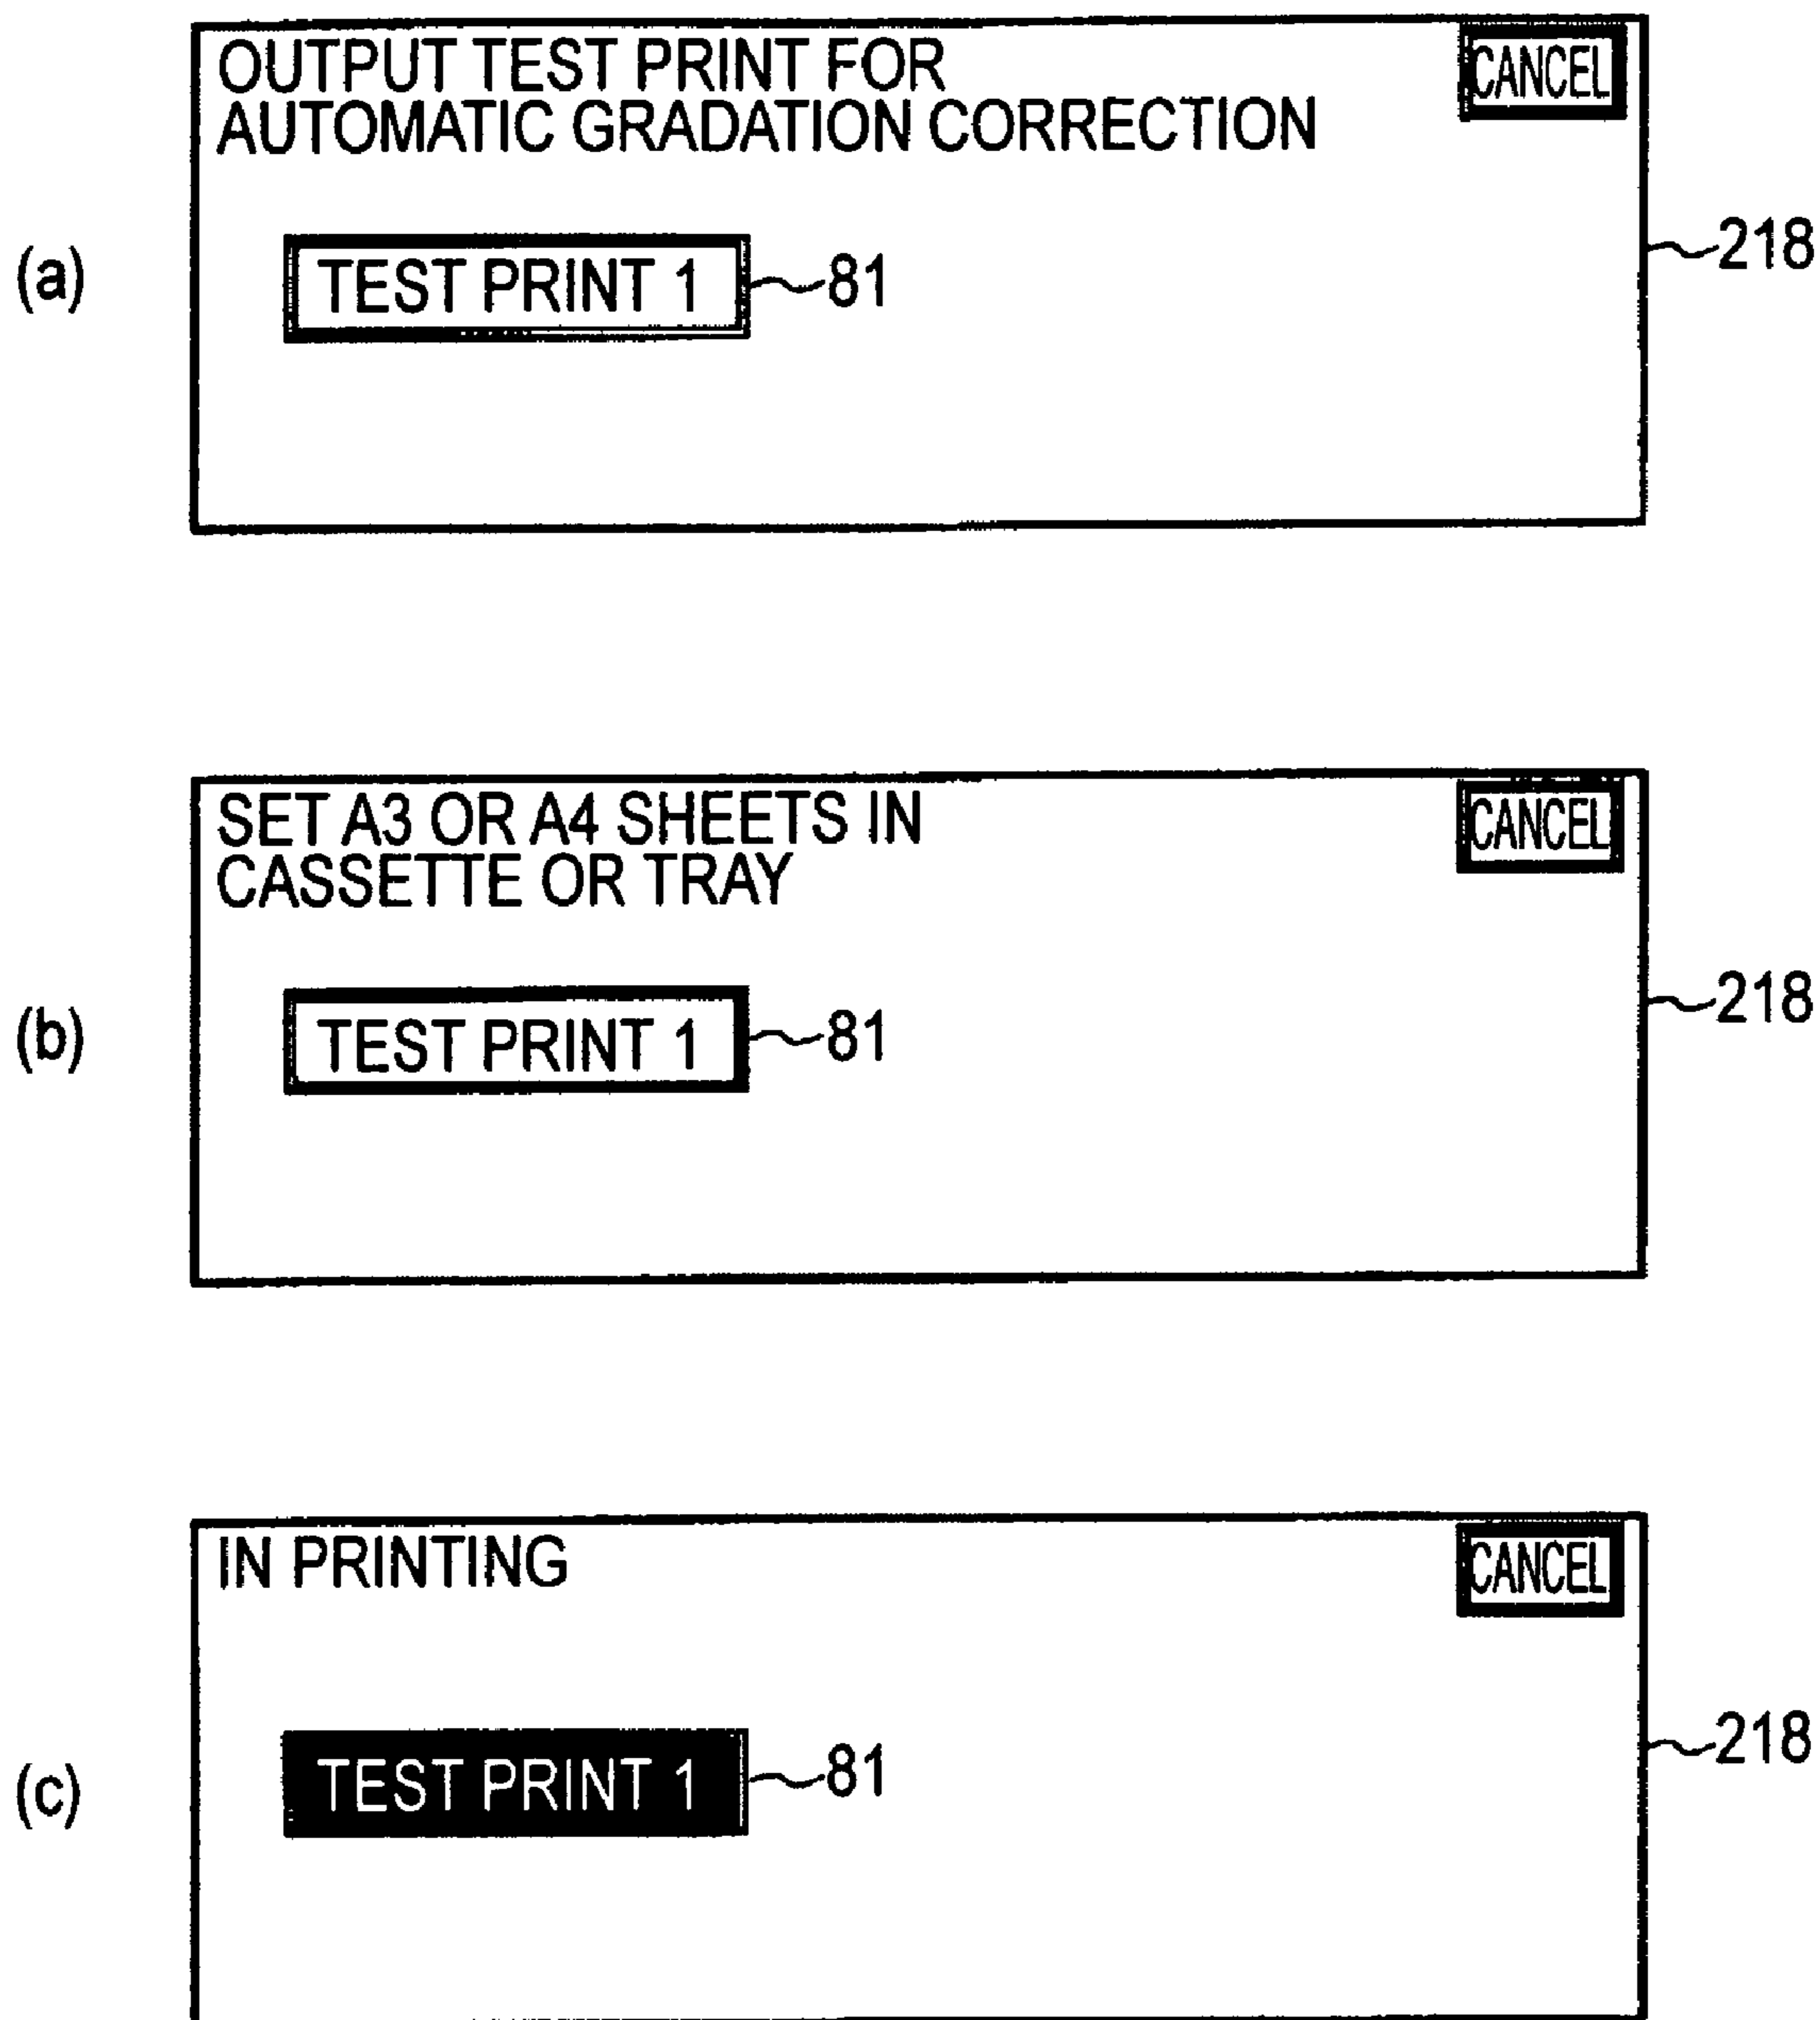 OUTPUT TEST PRINT FOR
AUTOMATIC GRADATION CORRECTION
CANCEL
218
(a)
TEST PRINT 1
81
SET A3 OR A4 SHEETS IN
CASSETTE OR TRAY
CANCEL
218
(b)
TEST PRINT 1
81
IN PRINTING
CANCEL
218
(c)
TEST PRINT 1
81